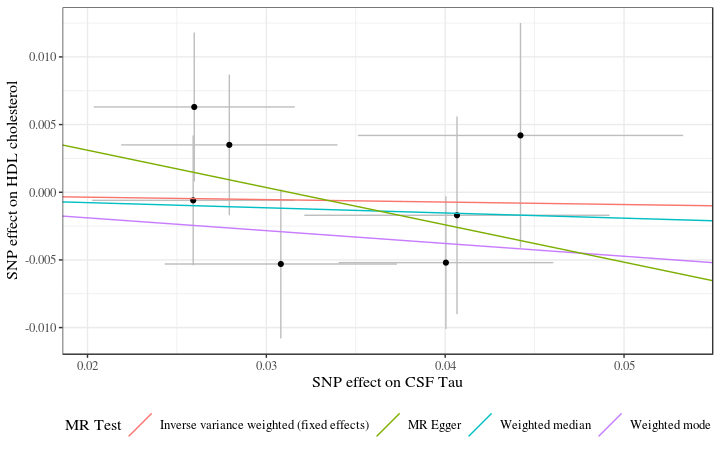 0.010
0.005
0.000
-0.005
-0.010
SNP effect on HDL cholesterol
0.02 0.03 0.04 0.05
SNP effect on CSF Tau
MR Test Inverse variance weighted (fixed effects) MR Egger Weighted median Weighted mode